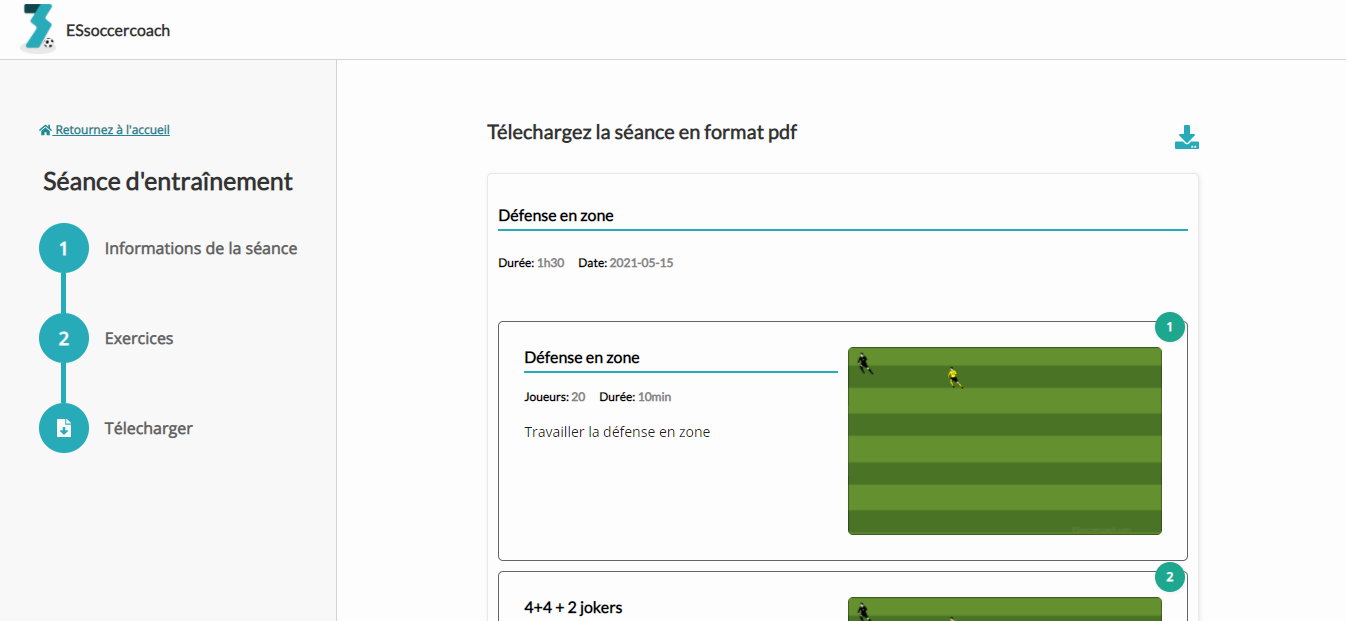 ESsoccercoach
Retournez à l'accueil
Séance d'entraînement
1 Informations de la séance
2 Exercices
Télecharger
Télechargez la séance en format pdf
Défense en zone
Durée: 1h30 Date: 2021-05-15
1
Défense en zone
Joueurs: 20 Durée: 10min
Travailler la défense en zone
2
4+4 + 2 jokers